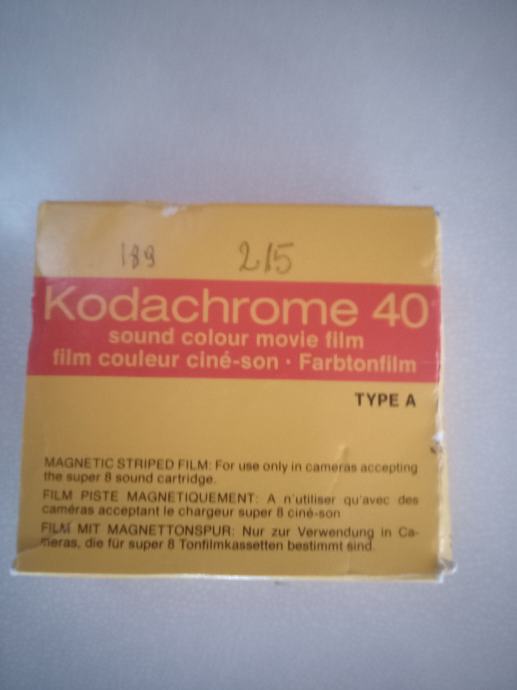 189 2/5
Kodachrome 40
sound colour movie film
film couleur ciné-son · Farbtonfilm
TYPE A
MAGNETIC STRIPED FILM: For use only in cameras accepting
the super 8 sound cartridge.
FILM PISTE MAGNETIQUEMENT: A n'utiliser qu'avec des
caméras acceptant le chargeur super 8 ciné-son
FILM MIT MAGNETTONSPUR: Nur zur Verwendung in Ca-
meras, die für super 8 Tonfilmkassetten bestimmt sind.